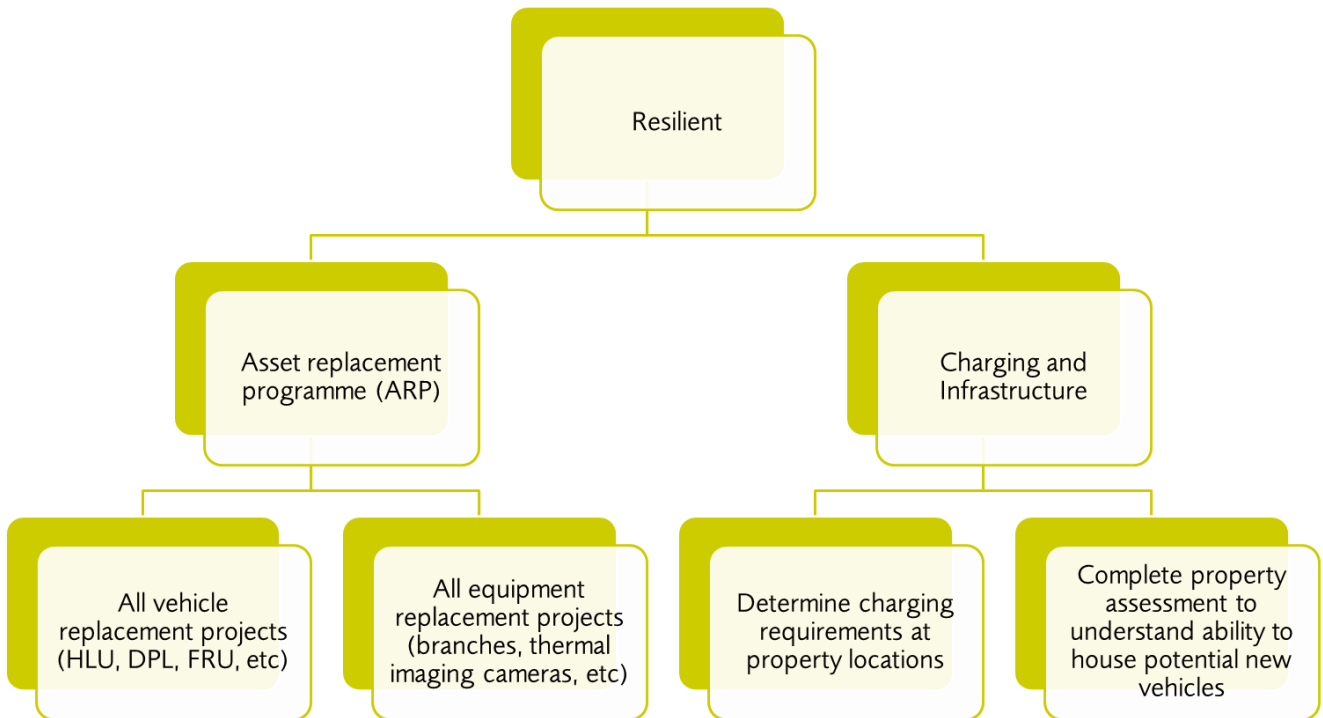 Resilient
Asset replacement
programme (ARP)
Charging and
Infrastructure
All vehicle
replacement projects
(HLU, DPL, FRU, etc)
All equipment
replacement projects
(branches, thermal
imaging cameras, etc)
Determine charging
requirements at
property locations
Complete property
assessment to
understand ability to
house potential new
vehicles